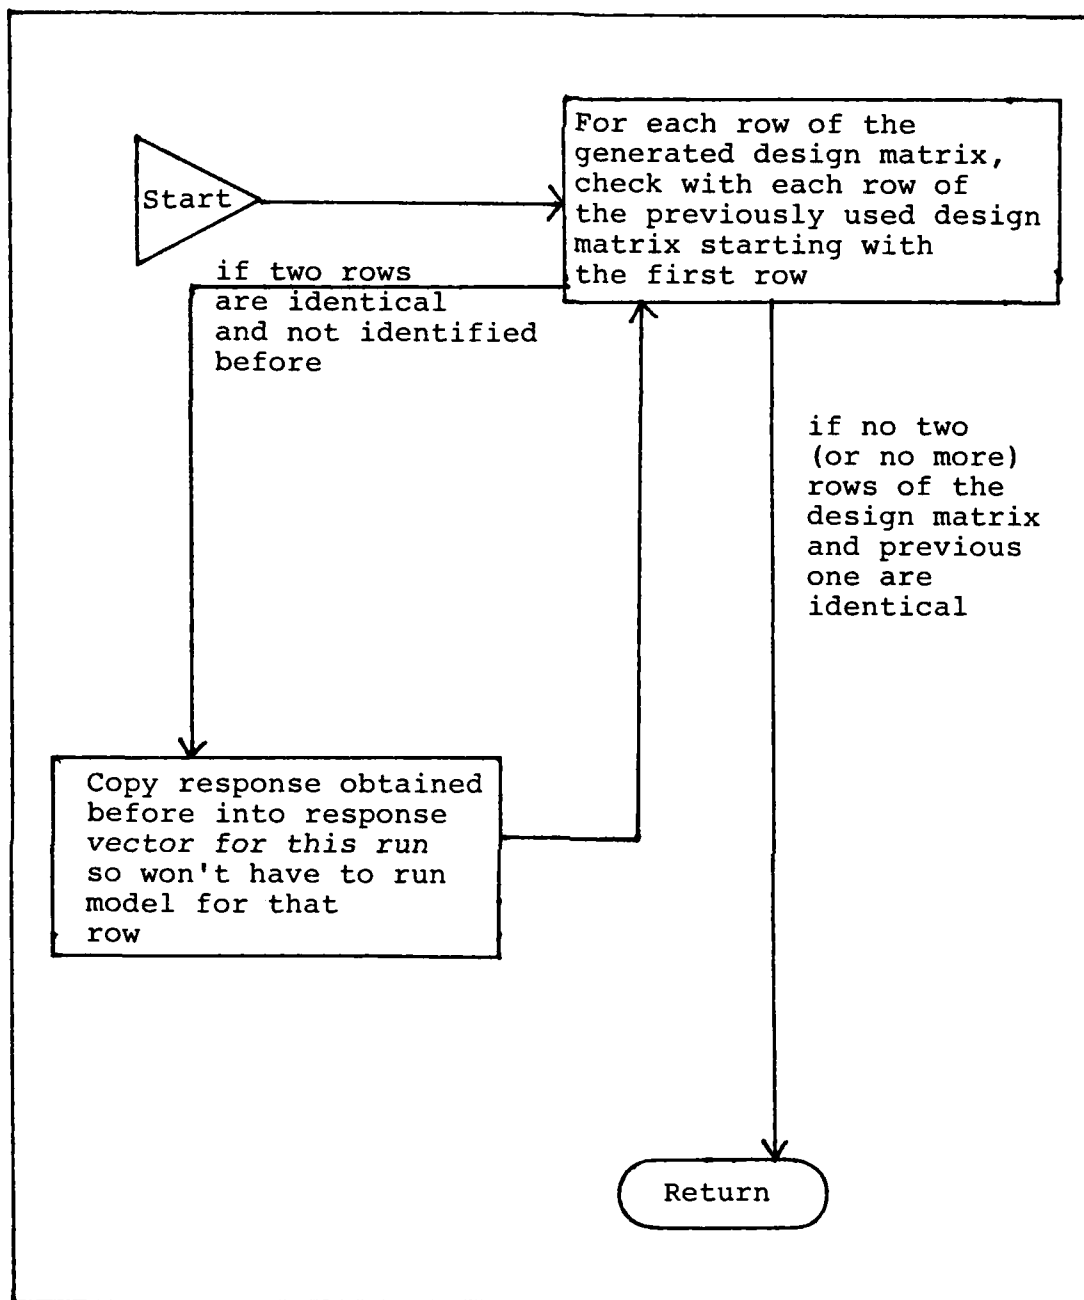 Start
For each row of the
generated design matrix,
check with each row of
the previously used design
matrix starting with
the first row
if two rows
are identical
and not identified
before
if no two
(or no more)
rows of the
design matrix
and previous
one are
identical
Copy response obtained
before into response
vector for this run
so won't have to run
model for that
row
Return